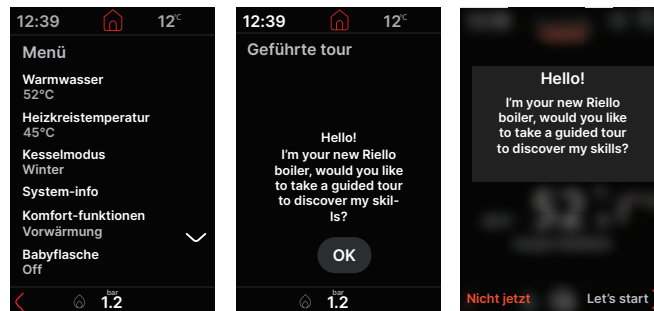 12:39
12°C
Menü
Warmwasser
52°C
Heizkreistemperatur
45°C
Kesselmodus
Winter
System-info
Komfort-funktionen
Vorwärmung
Babyflasche
Off
bar
1.2
12:39
12°C
Geführte tour
Hello!
I'm your new Riello
boiler, would you like
to take a guided tour
to discover my skil-
ls?
OK
bar
1.2
Hello!
I'm your new Riello
boiler, would you like
to take a guided tour
to discover my skills?
Nicht jetzt
Let's start